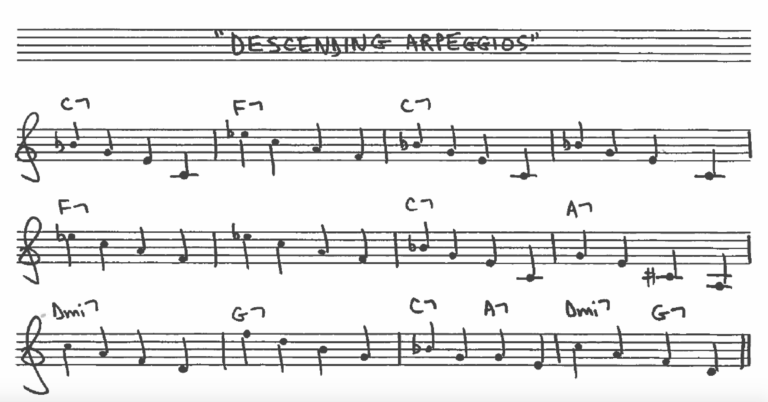 "DESCENDING ARPEGGIOS"
C7 F7 C7
F7 C7 A7
Dmi7 G7 C7 A7 Dmi7 G7